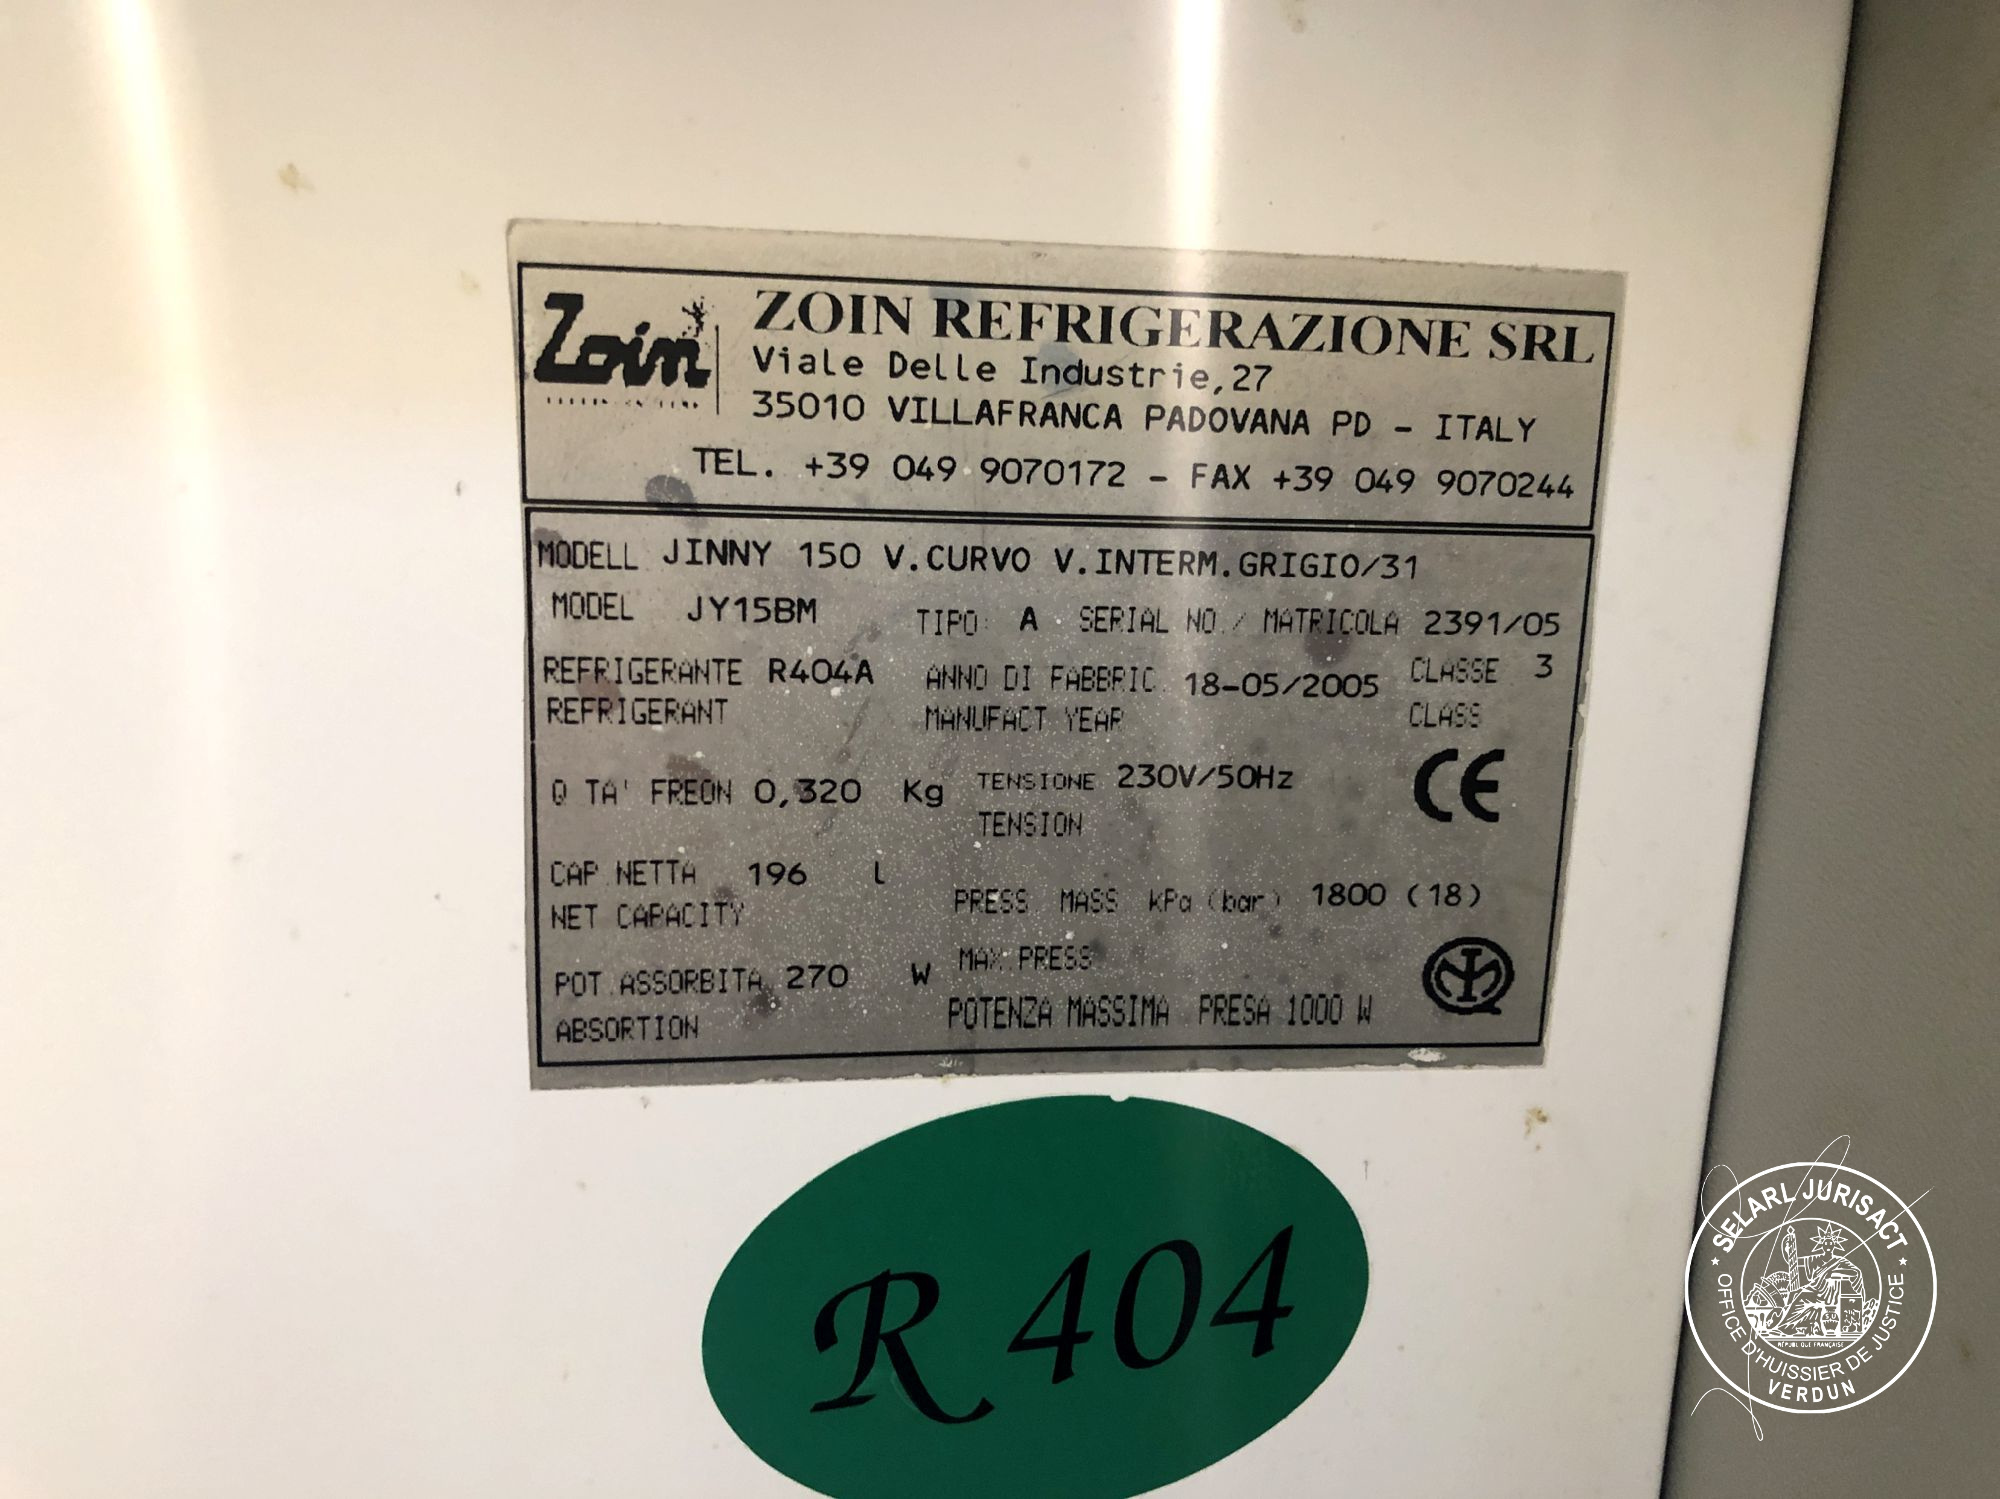 Zoin
ZOIN REFRIGERAZIONE SRL
Viale Delle Industrie,27
35010 VILLAFRANCA PADOVANA PD - ITALY
TEL. +39 049 9070172 - FAX +39 049 9070244
MODELL JINNY 150 V.CURVO V.INTERM.GRIGIO/31
MODEL JY15BM TIPO: A SERIAL NO./ MATRICOLA 2391/05
REFRIGERANTE R404A ANNO DI FABBRIC. 18-05/2005 CLASSE 3
REFRIGERANT MANUFACT YEAR CLASS
Q TA' FREON 0,320 Kg TENSIONE 230V/50Hz CE
TENSION
CAP NETTA 196 l PRESS. MASS kPa (bar) 1800 (18)
NET CAPACITY
POT.ASSORBITA 270 W MAX.PRESS
ABSORTION POTENZA MASSIMA PRESA 1000 W
R 404
SELARL JURISACT
OFFICE D'HUISSIER DE JUSTICE
RÉPUBLIQUE FRANÇAISE
VERDUN